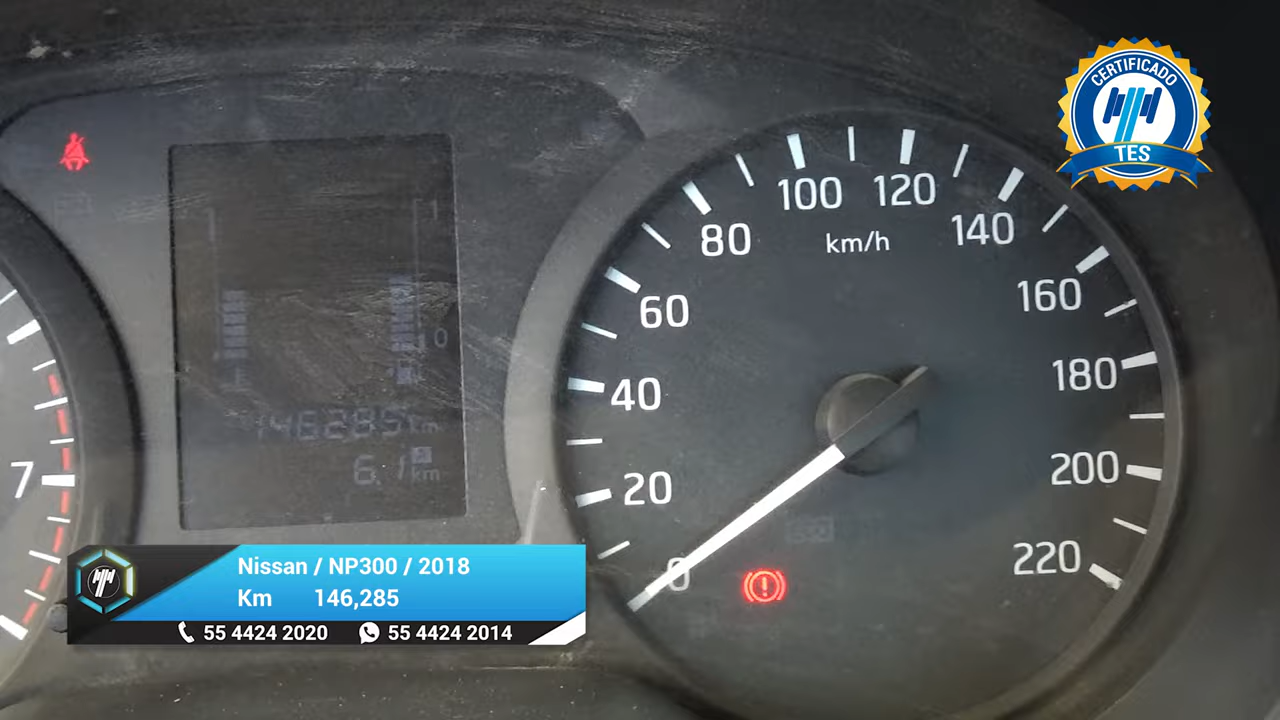 CERTIFICADO
TES
1
0
146285 km
6.1 km
7
0
20
40
60
80
100
120
140
160
180
200
220
km/h
Nissan / NP300 / 2018
Km 146,285
55 4424 2020 55 4424 2014